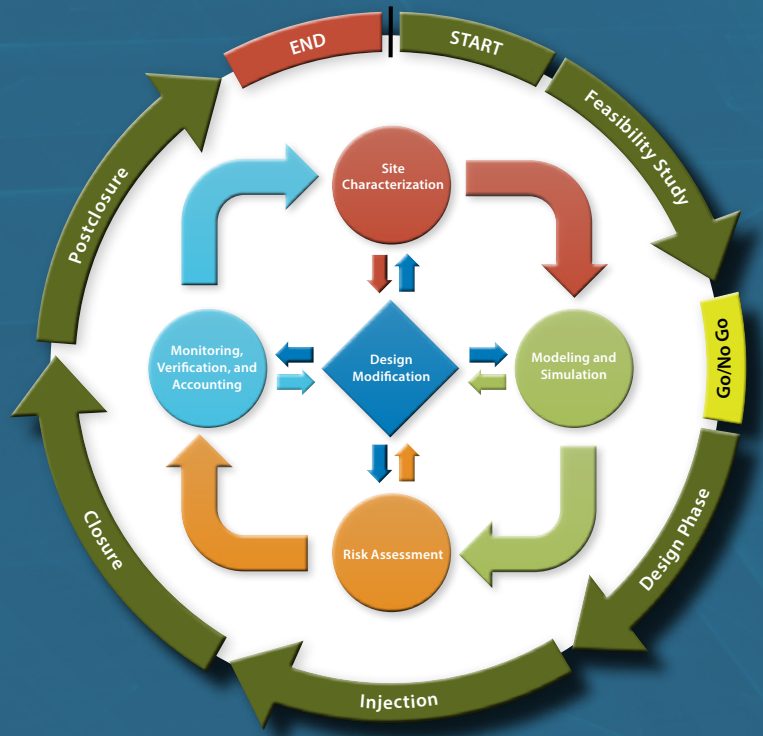 START
Feasibility Study
Go/No Go
Design Phase
Injection
Closure
Postclosure
END
Site
Characterization
Modeling and
Simulation
Risk Assessment
Monitoring,
Verification, and
Accounting
Design
Modification